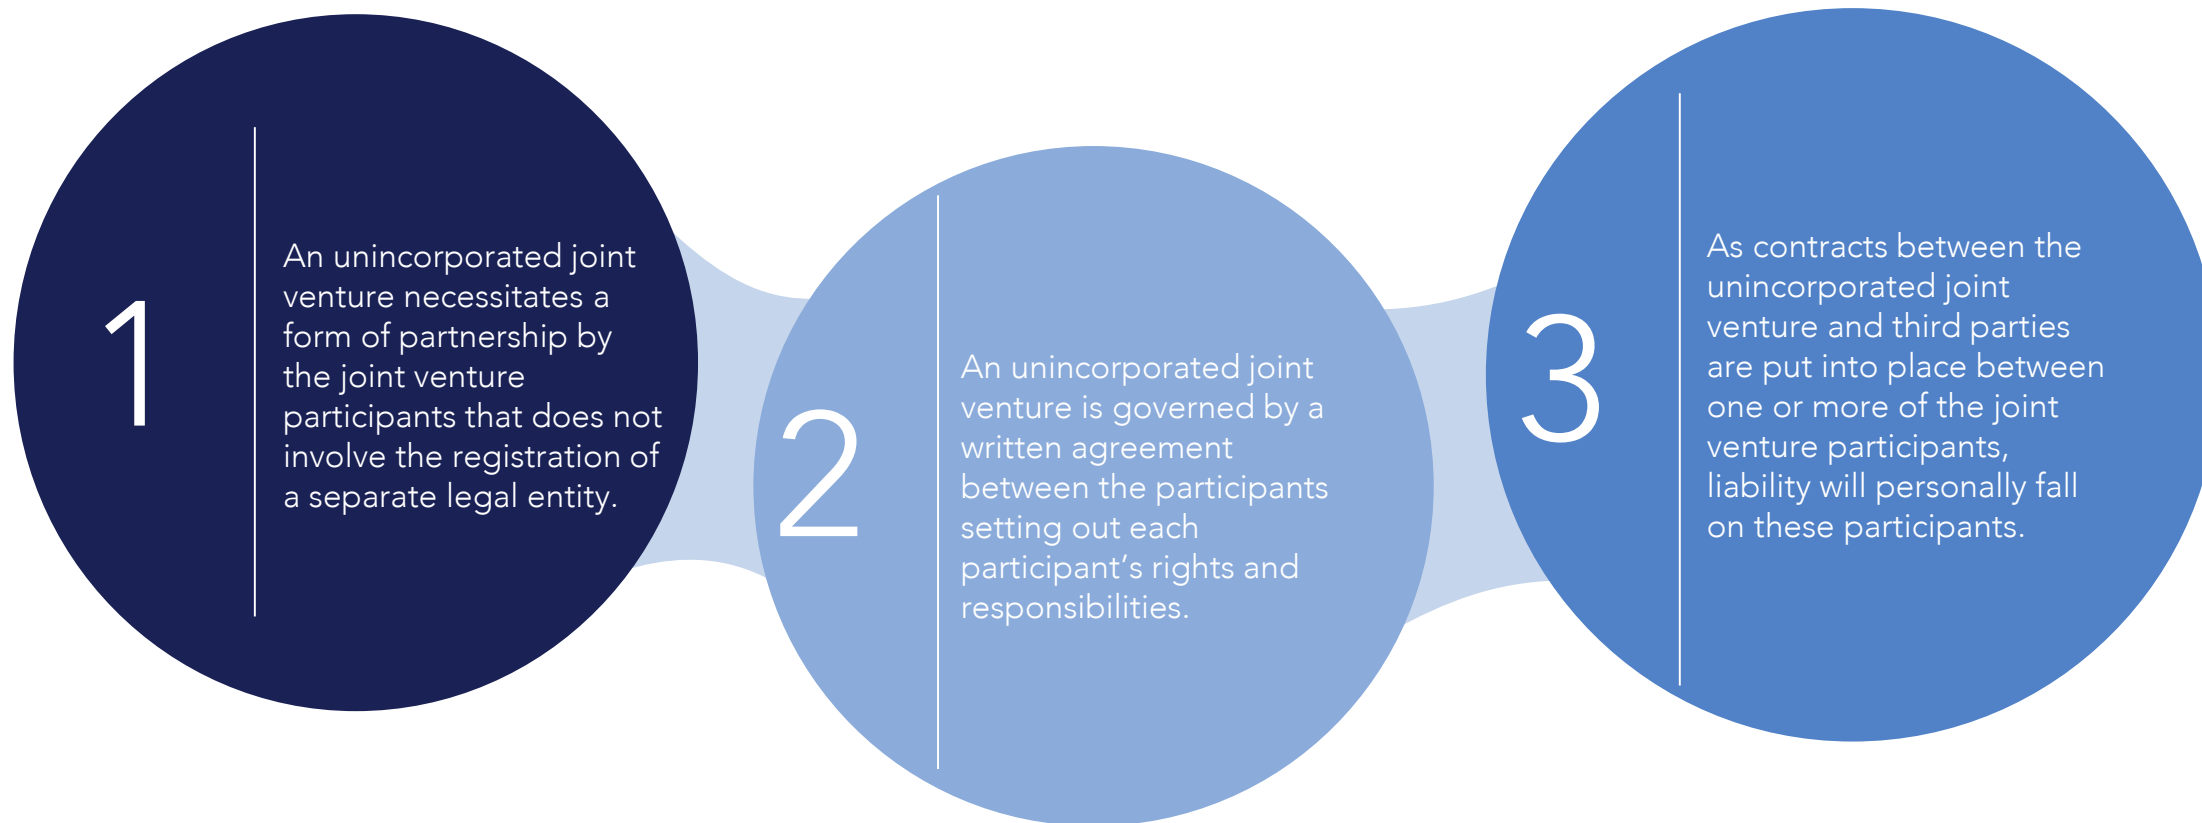 1
An unincorporated joint
venture necessitates a
form of partnership by
the joint venture
participants that does not
involve the registration of
a separate legal entity.
2
An unincorporated joint
venture is governed by a
written agreement
between the participants
setting out each
participant’s rights and
responsibilities.
3
As contracts between the
unincorporated joint
venture and third parties
are put into place between
one or more of the joint
venture participants,
liability will personally fall
on these participants.